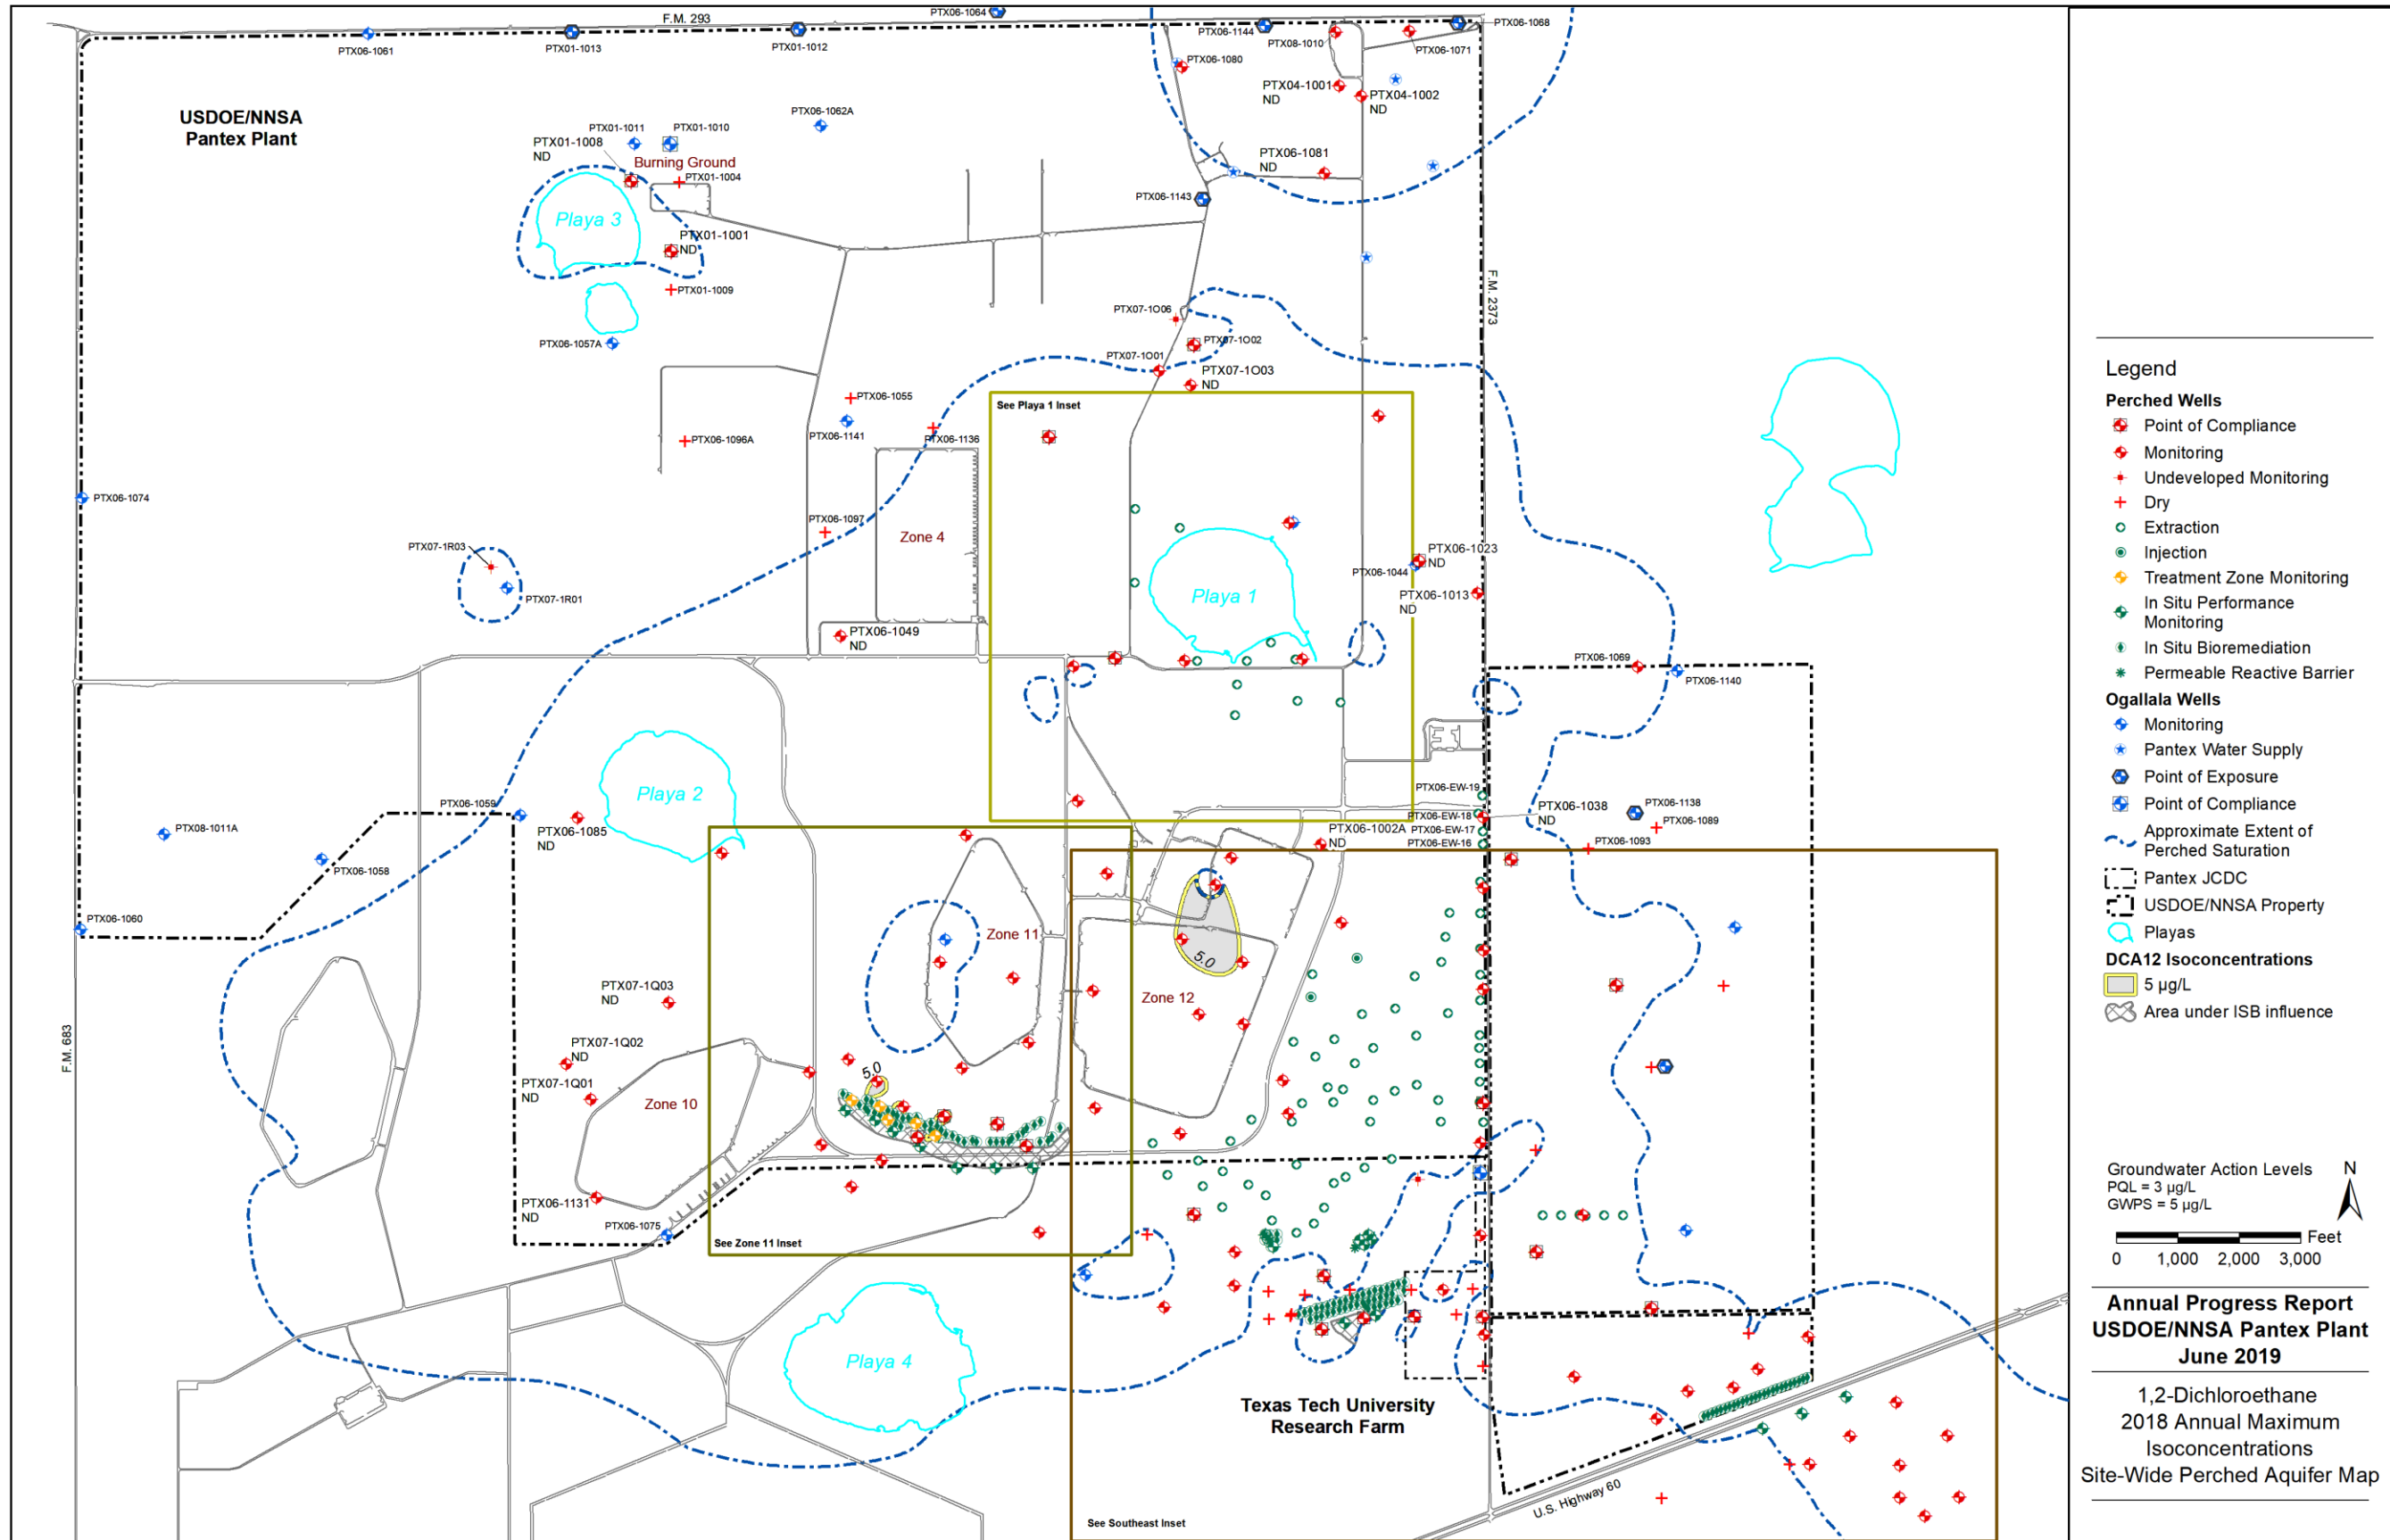 F.M. 293
PTX06-1064
PTX06-1061
PTX01-1013
PTX01-1012
PTX06-1144
PTX08-1010
PTX06-1068
PTX06-1071
PTX06-1080
PTX04-1001
ND
PTX04-1002
ND
USDOE/NNSA
Pantex Plant
PTX06-1062A
PTX01-1011
PTX01-1010
PTX01-1008
ND
Burning Ground
PTX01-1004
PTX06-1081
ND
PTX06-1143
Playa 3
PTX01-1001
ND
PTX01-1009
F.M. 2373
PTX07-1O06
PTX06-1057A
PTX07-1O02
PTX07-1O01
PTX07-1O03
ND
PTX06-1055
See Playa 1 Inset
PTX06-1141
PTX06-1136
PTX06-1096A
PTX06-1074
PTX06-1097
Zone 4
PTX07-1R03
PTX06-1023
ND
PTX06-1044
PTX07-1R01
Playa 1
PTX06-1013
ND
PTX06-1049
ND
PTX06-1069
PTX06-1140
Playa 2
PTX06-EW-19
PTX06-1059
PTX06-1038
ND
PTX06-1138
PTX06-EW-18
PTX06-1089
PTX08-1011A
PTX06-1085
ND
PTX06-1002A
ND
PTX06-EW-17
PTX06-EW-16
PTX06-1093
PTX06-1058
PTX06-1060
Zone 11
5.0
Zone 12
PTX07-1Q03
ND
F.M. 683
PTX07-1Q02
ND
5.0
PTX07-1Q01
ND
Zone 10
PTX06-1131
ND
PTX06-1075
See Zone 11 Inset
Playa 4
Texas Tech University
Research Farm
U.S. Highway 60
See Southeast Inset
Legend
Perched Wells
Point of Compliance
Monitoring
Undeveloped Monitoring
Dry
Extraction
Injection
Treatment Zone Monitoring
In Situ Performance
Monitoring
In Situ Bioremediation
Permeable Reactive Barrier
Ogallala Wells
Monitoring
Pantex Water Supply
Point of Exposure
Point of Compliance
Approximate Extent of
Perched Saturation
Pantex JCDC
USDOE/NNSA Property
Playas
DCA12 Isoconcentrations
5 µg/L
Area under ISB influence
Groundwater Action Levels
PQL = 3 µg/L
GWPS = 5 µg/L
N
Feet
0 1,000 2,000 3,000
Annual Progress Report
USDOE/NNSA Pantex Plant
June 2019
1,2-Dichloroethane
2018 Annual Maximum
Isoconcentrations
Site-Wide Perched Aquifer Map